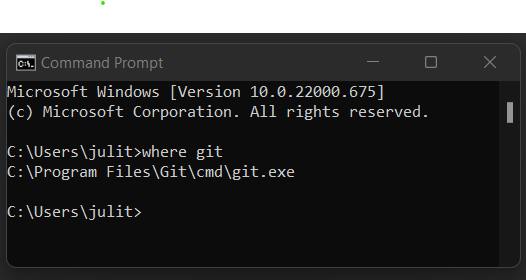 Command Prompt
Microsoft Windows [Version 10.0.22000.675]
(c) Microsoft Corporation. All rights reserved.
C:\Users\julit>where git
C:\Program Files\Git\cmd\git.exe
C:\Users\julit>